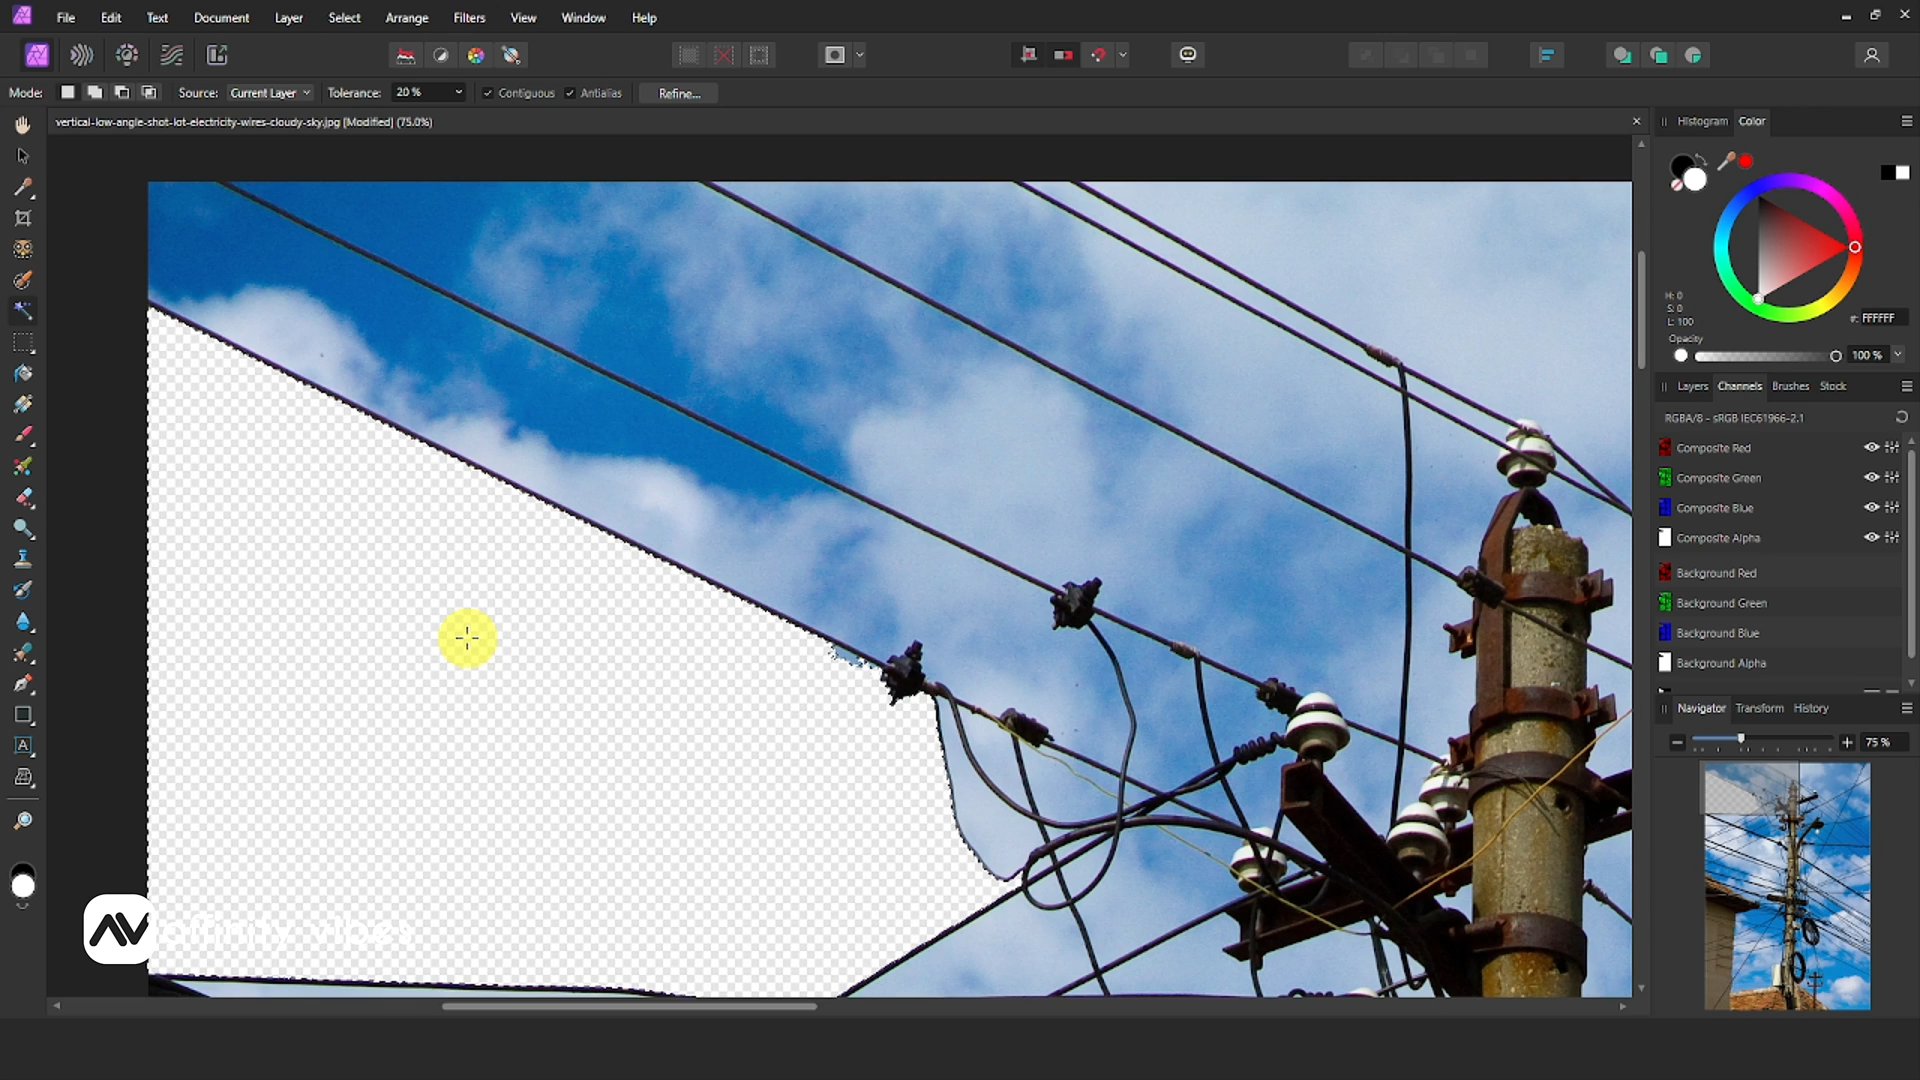 File Edit Text Document Layer Select Arrange Filters View Window Help
Mode: Source: Current Layer Tolerance: 20 % Contiguous Antialias Refine...
vertical-low-angle-shot-lot-electricity-wires-cloudy-sky.jpg [Modified] (75.0%)
Histogram Color
H: 0
S: 0
L: 100
#: FFFFFF
Opacity
100 %
Layers Channels Brushes Stock
RGBA/8 - sRGB IEC61966-2.1
Composite Red
Composite Green
Composite Blue
Composite Alpha
Background Red
Background Green
Background Blue
Background Alpha
Navigator Transform History
75 %